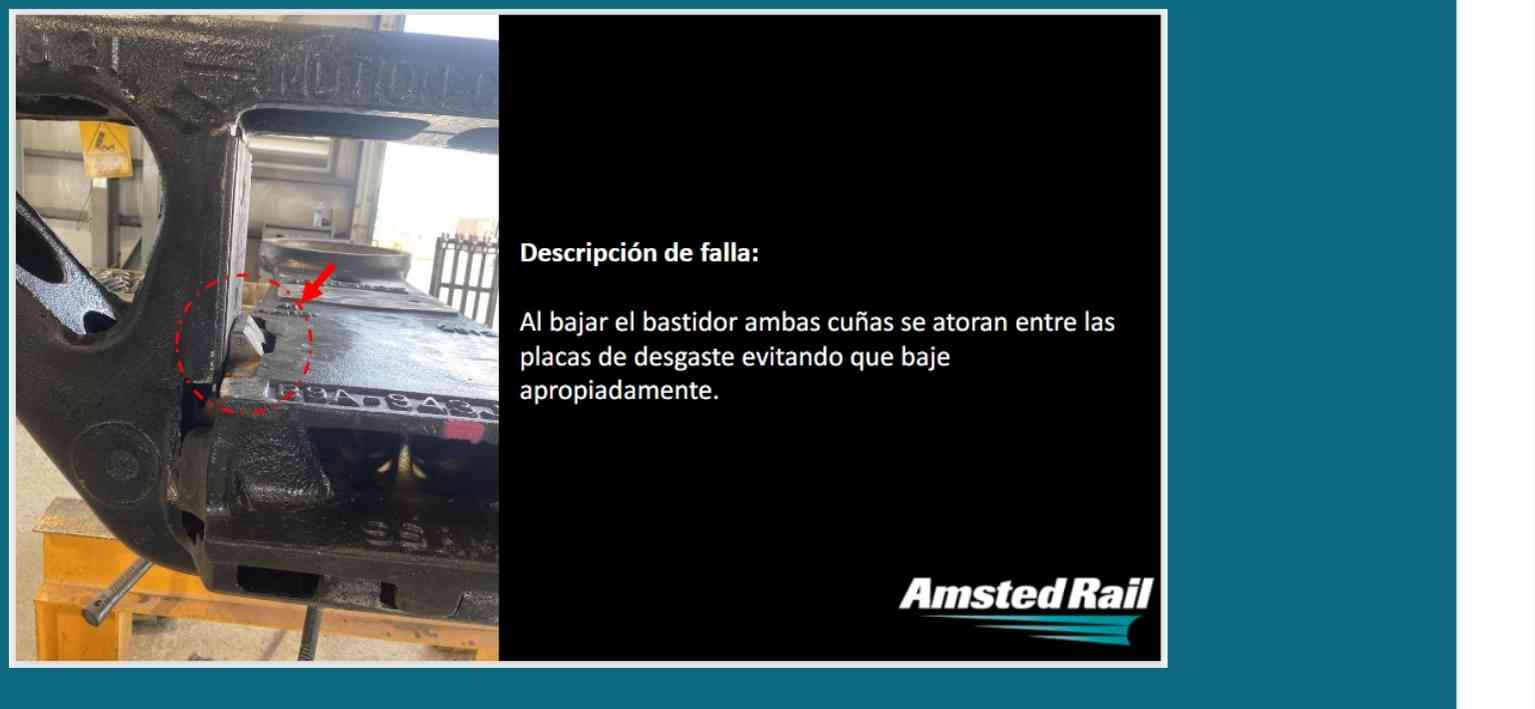 Descripción de falla:
Al bajar el bastidor ambas cuñas se atoran entre las
placas de desgaste evitando que baje
apropiadamente.
Amsted Rail